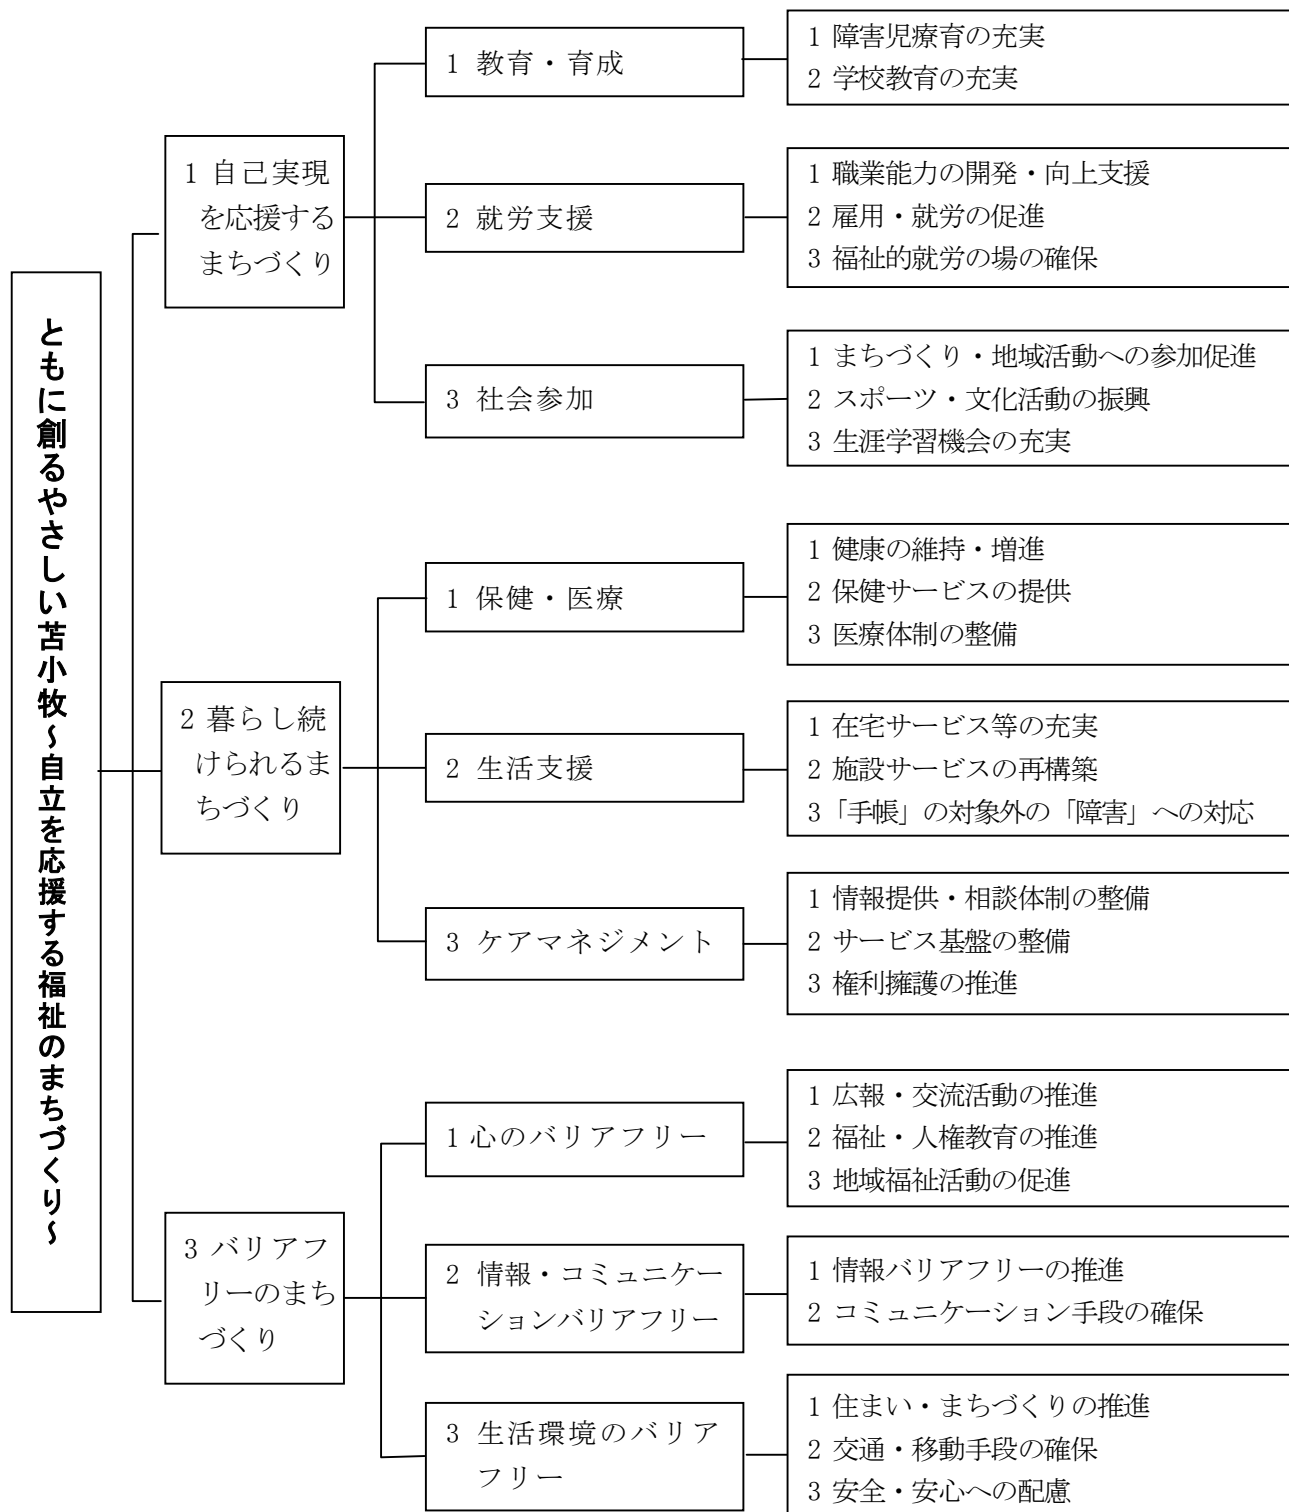 ともに創るやさしい苫小牧～自立を応援する福祉のまちづくり～
1 自己実現
を応援する
まちづくり
1 教育・育成
1 障害児療育の充実
2 学校教育の充実
2 就労支援
1 職業能力の開発・向上支援
2 雇用・就労の促進
3 福祉的就労の場の確保
3 社会参加
1 まちづくり・地域活動への参加促進
2 スポーツ・文化活動の振興
3 生涯学習機会の充実
2 暮らし続
けられるま
ちづくり
1 保健・医療
1 健康の維持・増進
2 保健サービスの提供
3 医療体制の整備
2 生活支援
1 在宅サービス等の充実
2 施設サービスの再構築
3「手帳」の対象外の「障害」への対応
3 ケアマネジメント
1 情報提供・相談体制の整備
2 サービス基盤の整備
3 権利擁護の推進
3 バリアフ
リーのまち
づくり
1 心のバリアフリー
1 広報・交流活動の推進
2 福祉・人権教育の推進
3 地域福祉活動の促進
2 情報・コミュニケー
ションバリアフリー
1 情報バリアフリーの推進
2 コミュニケーション手段の確保
3 生活環境のバリア
フリー
1 住まい・まちづくりの推進
2 交通・移動手段の確保
3 安全・安心への配慮